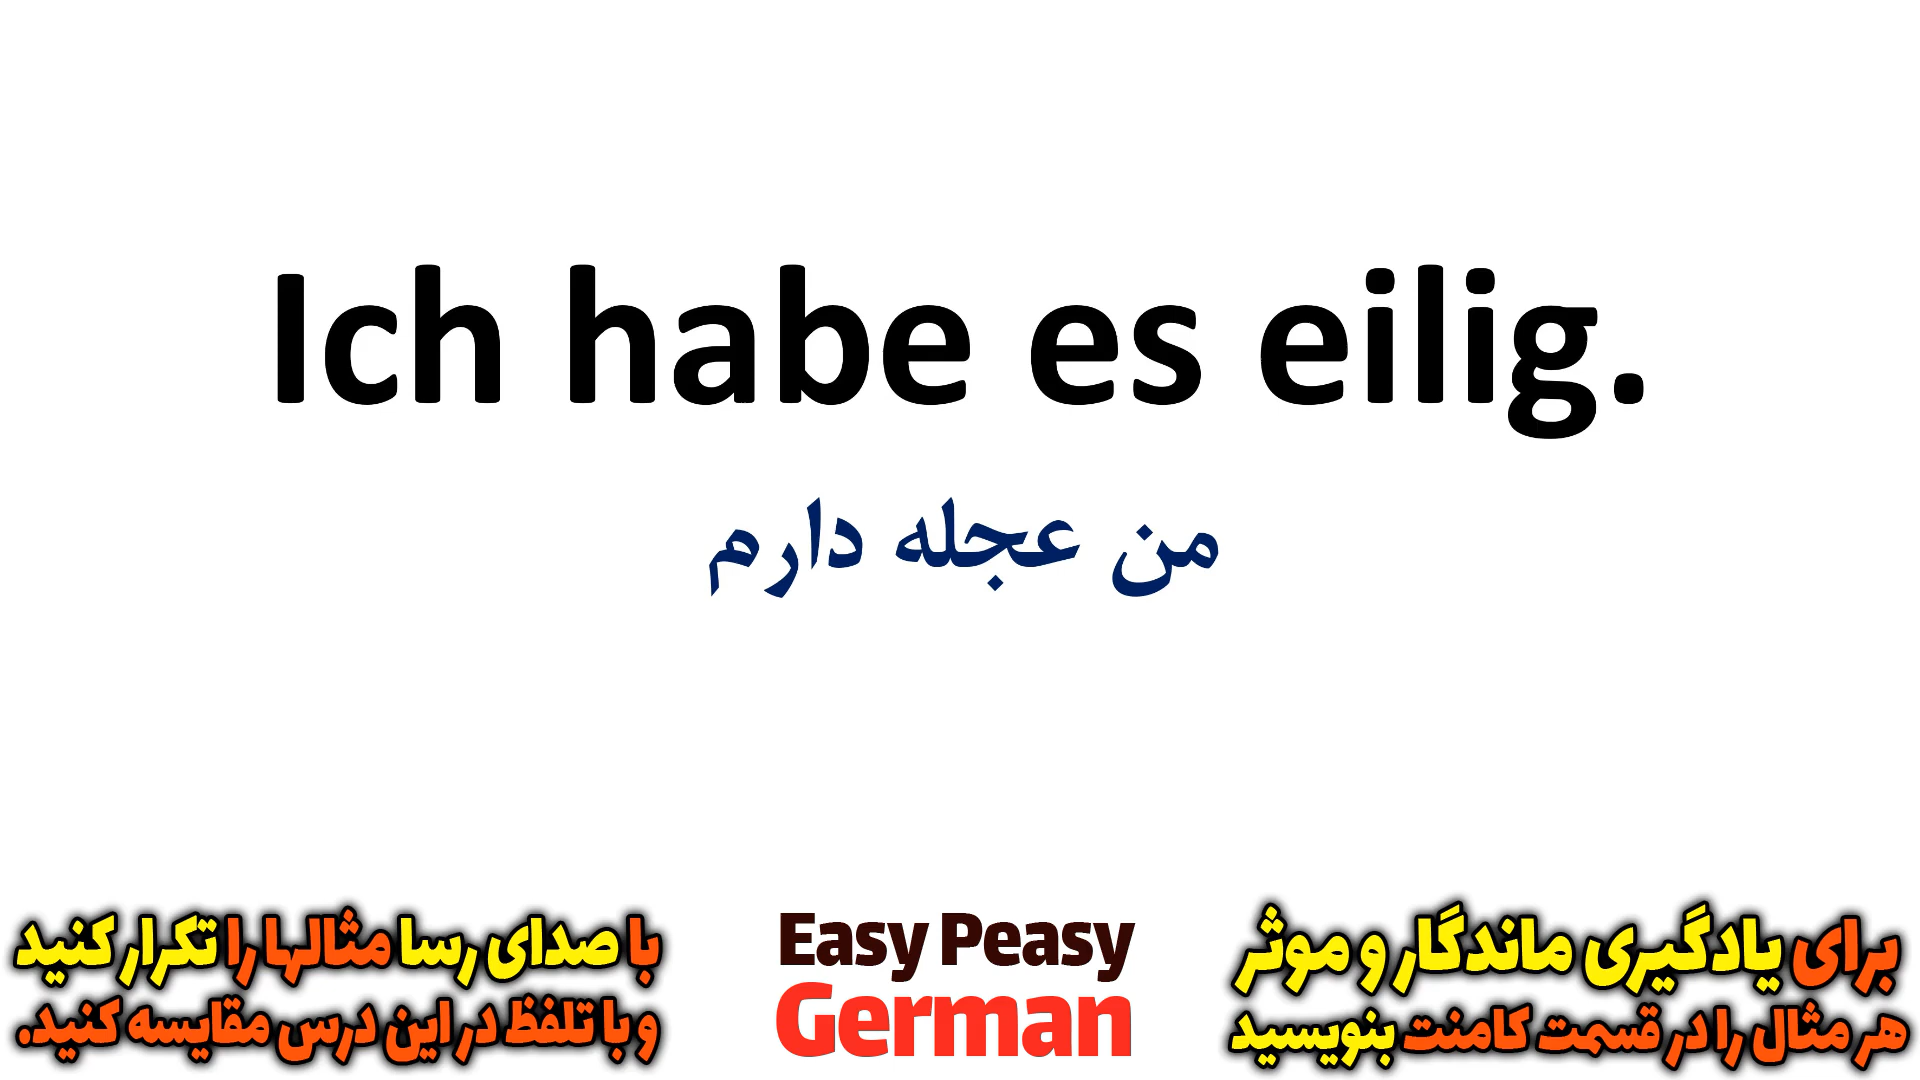 Ich habe es eilig.
من عجله دارم
با صدای رسا مثالها را تکرار کنید
و با تلفظ در این درس مقایسه کنید.
Easy Peasy
German
برای یادگیری ماندگار و موثر
هر مثال را در قسمت کامنت بنویسید